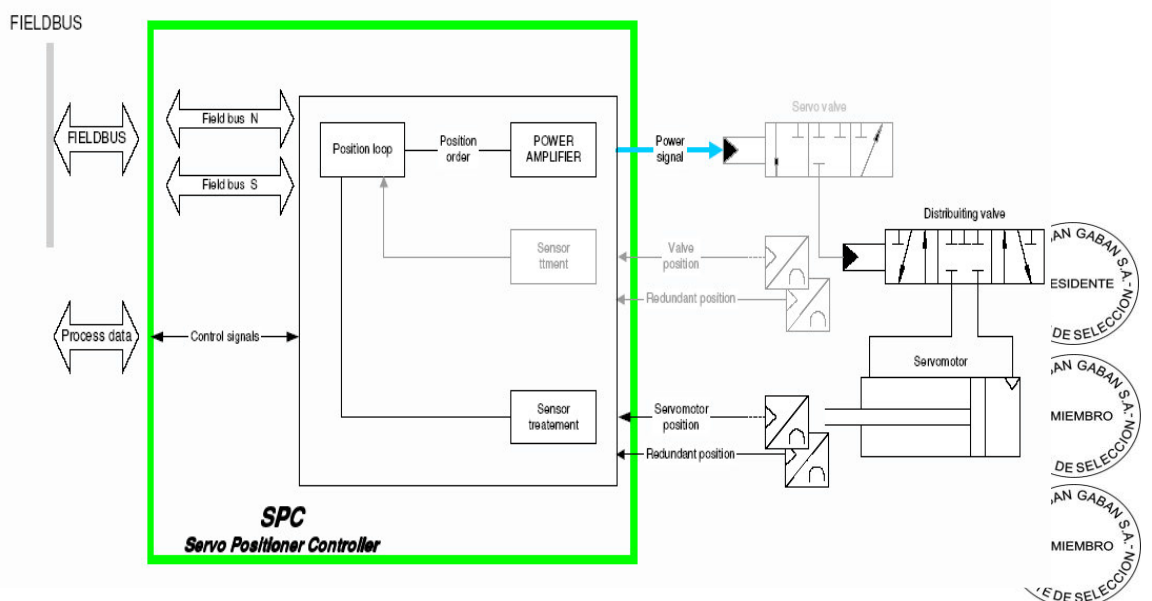 FIELDBUS
FIELDBUS
Field bus N
Field bus S
Process data
Control signals
Position loop
Position
order
POWER
AMPLIFIER
Power
signal
Servo valve
Sensor
ttment
Valve
position
Redundant position
Distribuiting valve
Sensor
treatement
Servomotor
position
Redundant position
Servomotor
SPC
Servo Positioner Controller
AN GABAN S.A.-
ESIDENTE
DE SELECCION
AN GABAN S.A.-
MIEMBRO
DE SELECCION
AN GABAN S.A.-
MIEMBRO
TE DE SELECCION